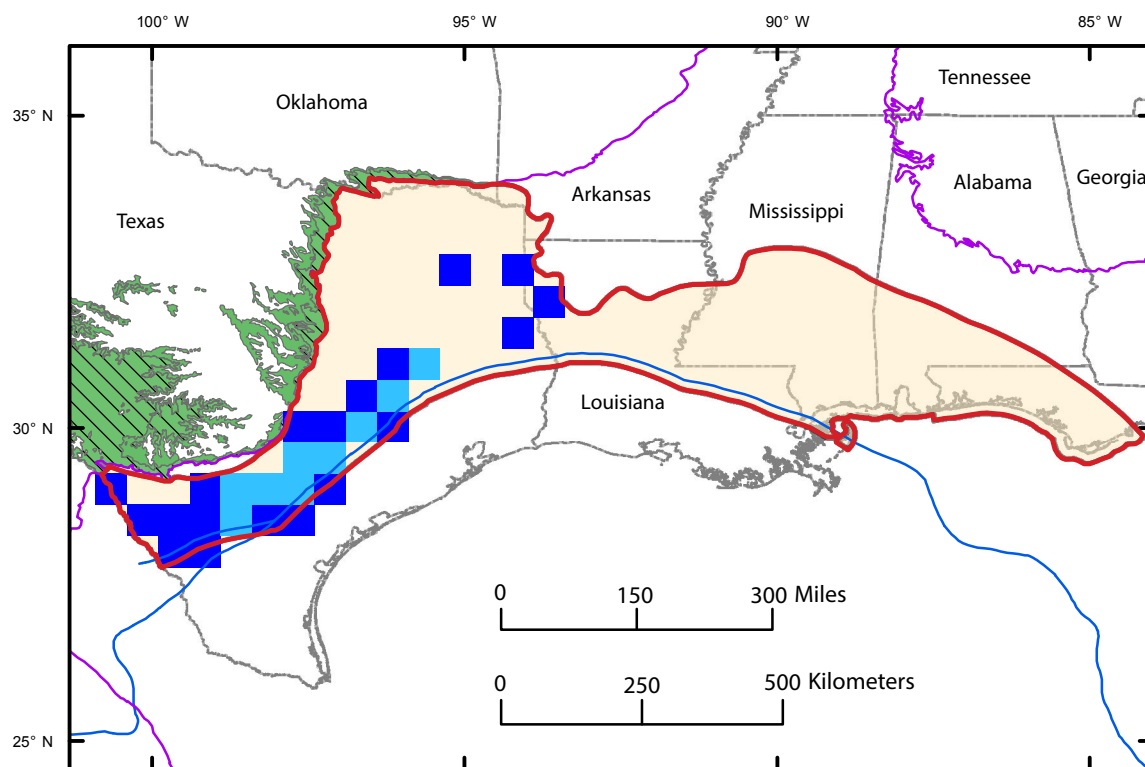 100° W 95° W 90° W 85° W
Tennessee
Oklahoma
35° N
Arkansas
Alabama
Georgia
Mississippi
Texas
Louisiana
30° N
0 150 300 Miles
0 250 500 Kilometers
25° N